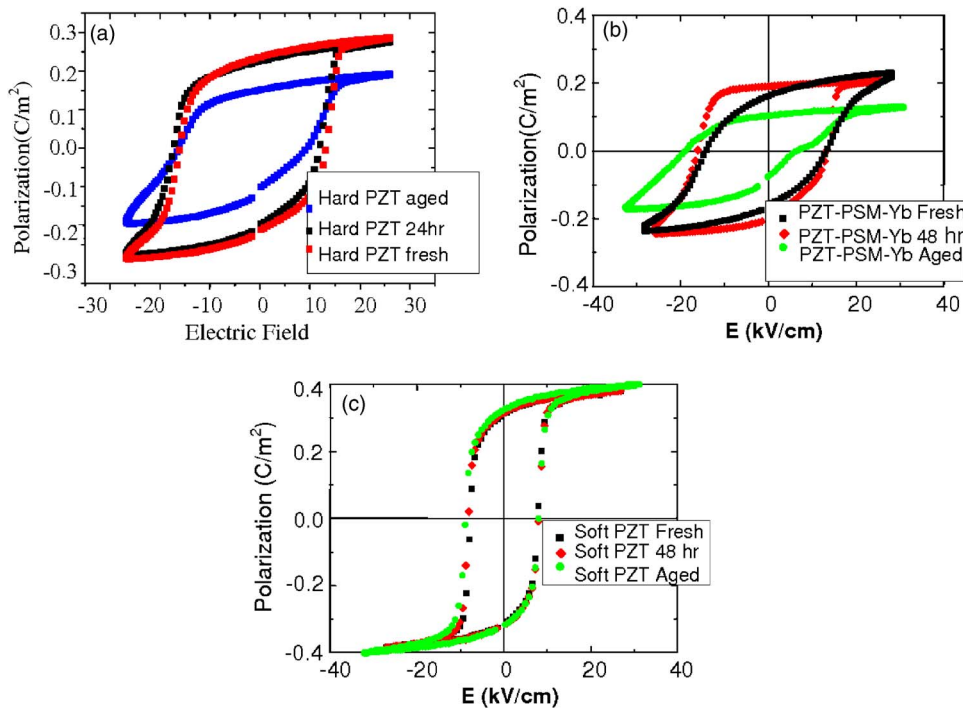 (a)
Polarization(C/m²)
0.3
0.2
0.1
0.0
-0.1
-0.2
-0.3
Hard PZT aged
Hard PZT 24hr
Hard PZT fresh
-30 -20 -10 0 10 20 30
Electric Field
(b)
Polarization(C/m²)
0.4
0.2
0.0
-0.2
-0.4
PZT-PSM-Yb Fresh
PZT-PSM-Yb 48 hr
PZT-PSM-Yb Aged
-40 -20 0 20 40
E (kV/cm)
(c)
Polarization (C/m²)
0.4
0.2
0.0
-0.2
-0.4
Soft PZT Fresh
Soft PZT 48 hr
Soft PZT Aged
-40 -20 0 20 40
E (kV/cm)